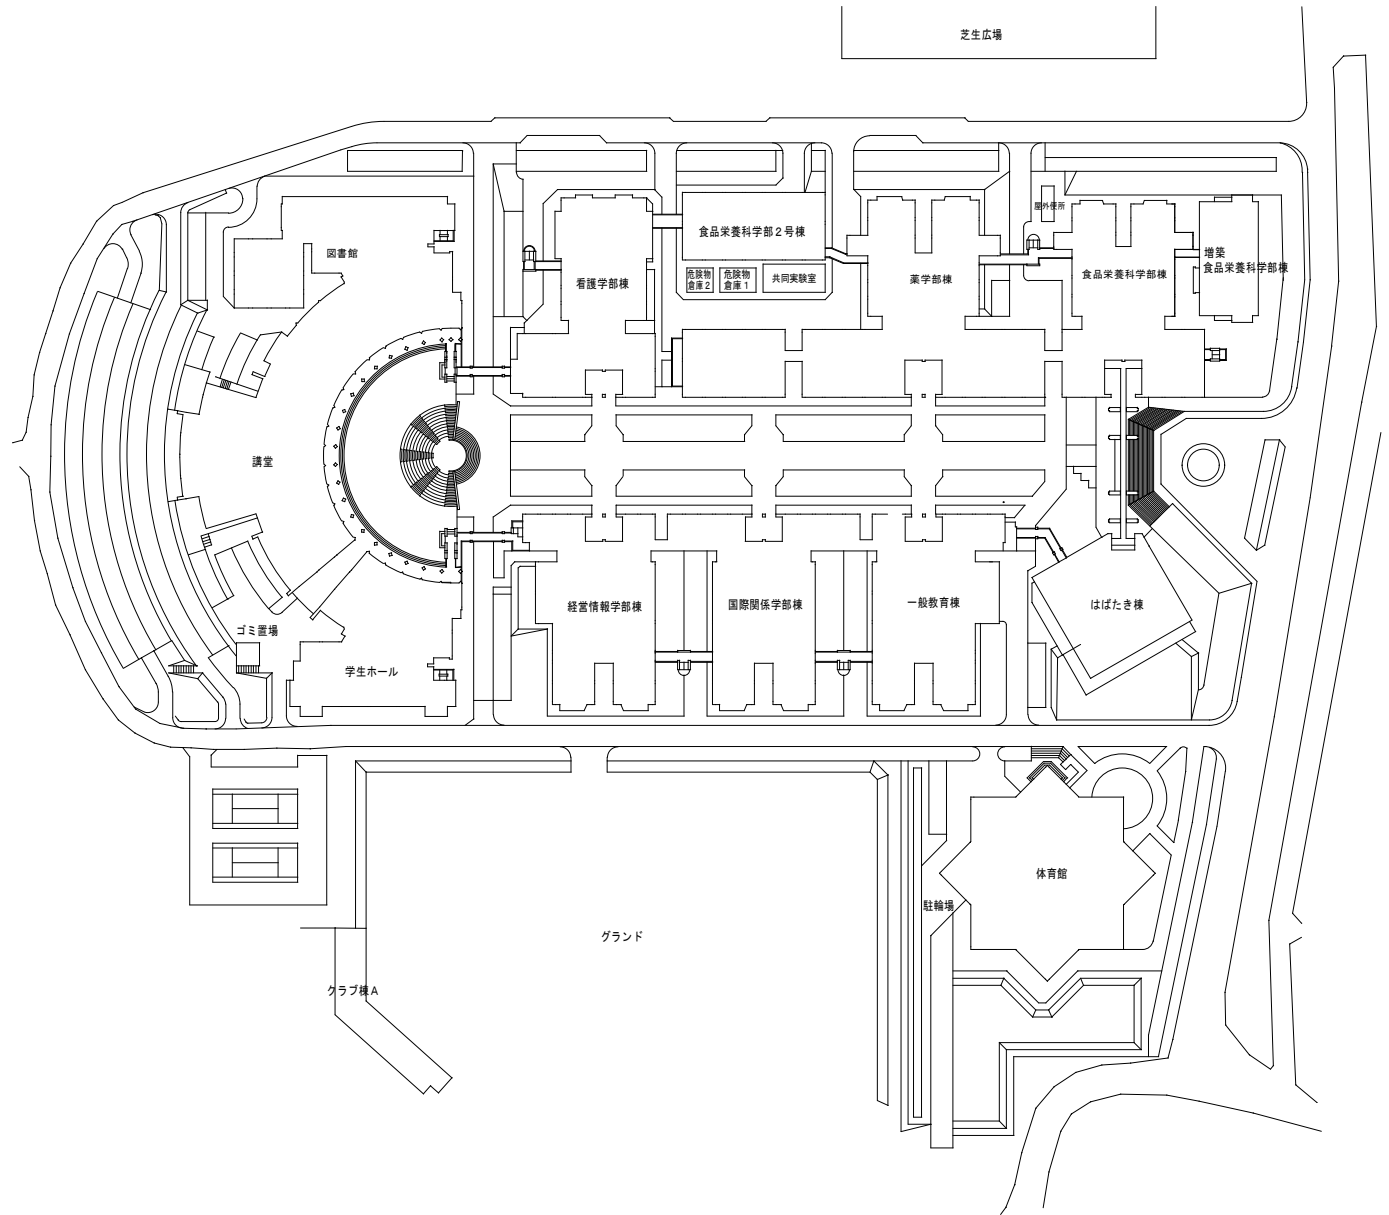 芝生広場
屋外便所
図書館
食品栄養科学部２号棟
看護学部棟
危険物
倉庫２
危険物
倉庫１
共同実験室
薬学部棟
食品栄養科学部棟
増築
食品栄養科学部棟
講堂
経営情報学部棟
国際関係学部棟
一般教育棟
はばたき棟
ゴミ置場
学生ホール
体育館
駐輪場
グランド
クラブ棟Ａ